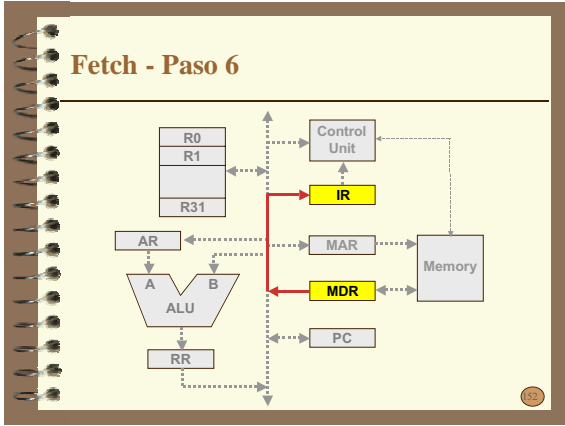 Fetch - Paso 6
R0
R1
R31
Control
Unit
IR
AR
MAR
Memory
A
B
ALU
MDR
RR
PC
152